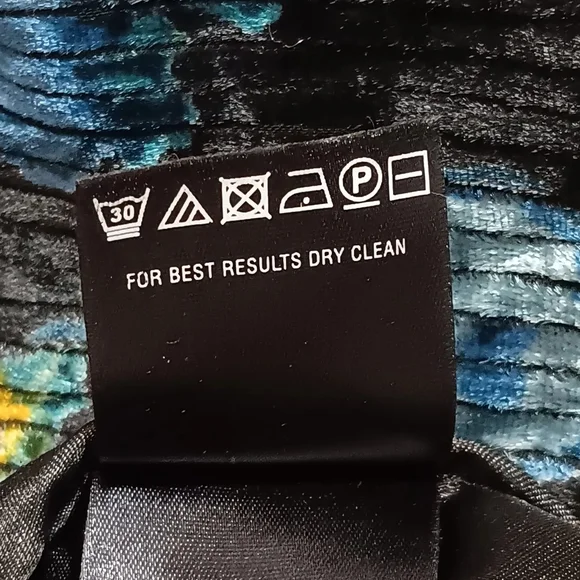 30 P
FOR BEST RESULTS DRY CLEAN